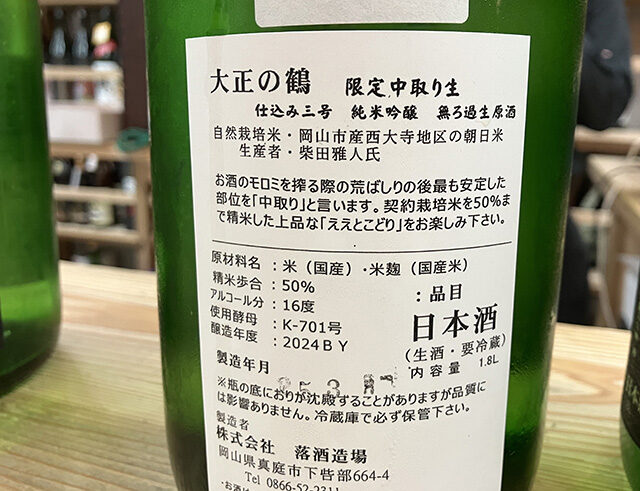 大正の鶴 限定中取り生
仕込み三号 純米吟醸 無ろ過生原酒
自然栽培米・岡山市産西大寺地区の朝日米
生産者・柴田雅人氏
お酒のモロミを搾る際の荒ばしりの後最も安定した
部位を「中取り」と言います。契約栽培米を50%ま
で精米した上品な「ええとこどり」をお楽しみ下さい。
原材料名 : 米(国産)・米麹(国産米)
精米歩合 : 50%
アルコール分 : 16度
使用酵母 : K-701号
醸造年度 : 2024BY
: 品目
日本酒
(生酒・要冷蔵)
内容量 1.8L
製造年月
※瓶の底におりが沈殿することがありますが品質に
は影響ありません。冷蔵庫で必ず保管下さい。
製造者
株式会社 落酒造場
岡山県真庭市下呰部664-4
Tel 0866-52-2311